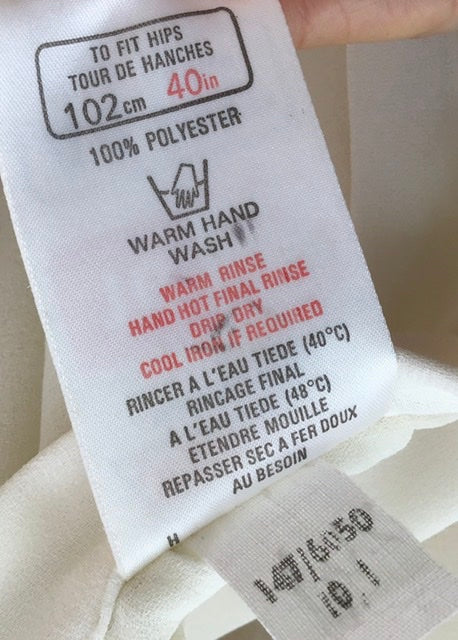 TO FIT HIPS
TOUR DE HANCHES
102cm 40in
100% POLYESTER
WARM HAND
WASH
WARM RINSE
HAND HOT FINAL RINSE
DRIP DRY
COOL IRON IF REQUIRED
RINCER A L'EAU TIEDE (40°C)
RINCAGE FINAL
A L'EAU TIEDE (48°C)
ETENDRE MOUILLE
REPASSER SEC A FER DOUX
AU BESOIN
H